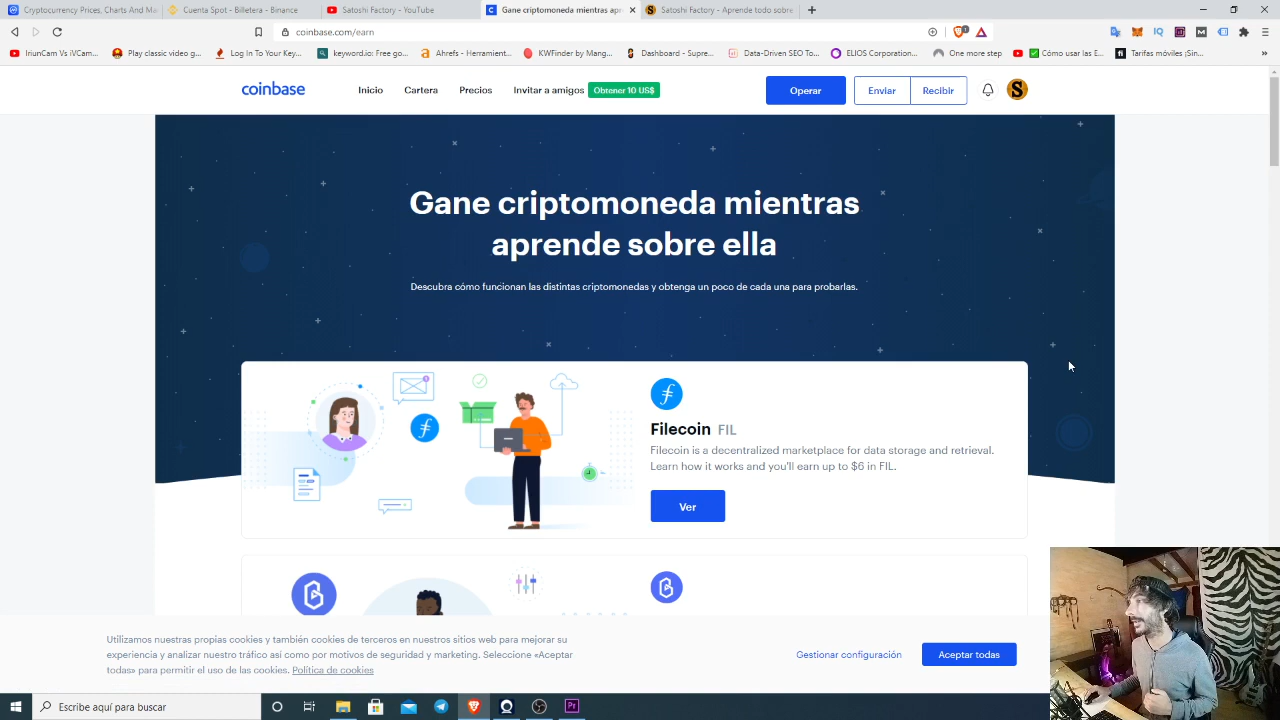 Cryptocurrency Prices, Charts And Ma
Cuenta Spot - Billetera - Binance
Satoshi Factory - YouTube
Gane criptomoneda mientras apr
Satoshi Factory - Aprende todo sobre
coinbase.com/earn
IriunCam Vs iVCam...
Play classic video g...
Log In To Your Key...
keyword.io: Free goo...
Ahrefs - Herramient...
KWFinder by Mang...
Dashboard - Supre...
Data-Driven SEO To...
ELIOS Corporation...
One more step
Cómo usar las E...
Tarifas móviles ¡Sin...
coinbase
Inicio
Cartera
Precios
Invitar a amigos
Obtener 10 US$
Operar
Enviar
Recibir
Gane criptomoneda mientras
aprende sobre ella
Descubra cómo funcionan las distintas criptomonedas y obtenga un poco de cada una para probarlas.
Filecoin FIL
Filecoin is a decentralized marketplace for data storage and retrieval.
Learn how it works and you'll earn up to $6 in FIL.
Ver
Utilizamos nuestras propias cookies y también cookies de terceros en nuestros sitios web para mejorar su
experiencia y analizar nuestro tráfico así como por motivos de seguridad y marketing. Seleccione «Aceptar
todas» para permitir el uso de las cookies. Política de cookies
Gestionar configuración
Aceptar todas
Escribe aquí para buscar